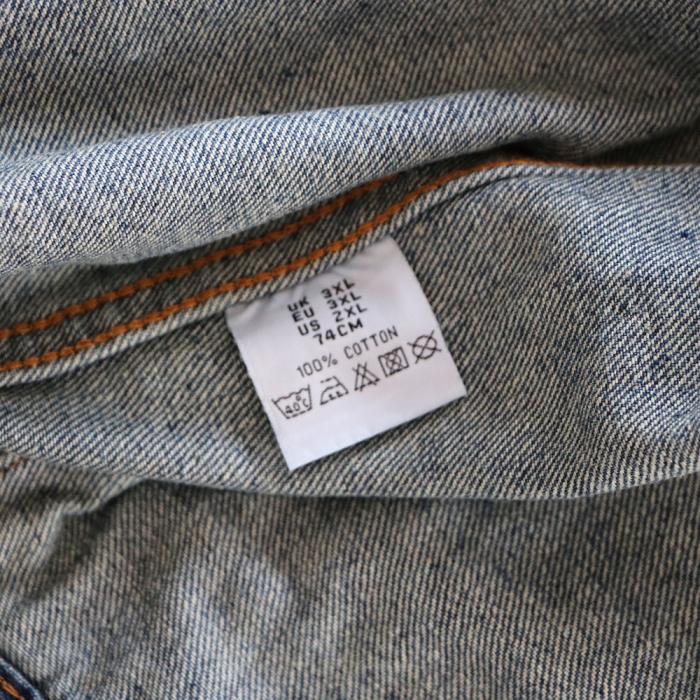 UK 3XL
EU 3XL
US 2XL
74CM
100% COTTON
40°C